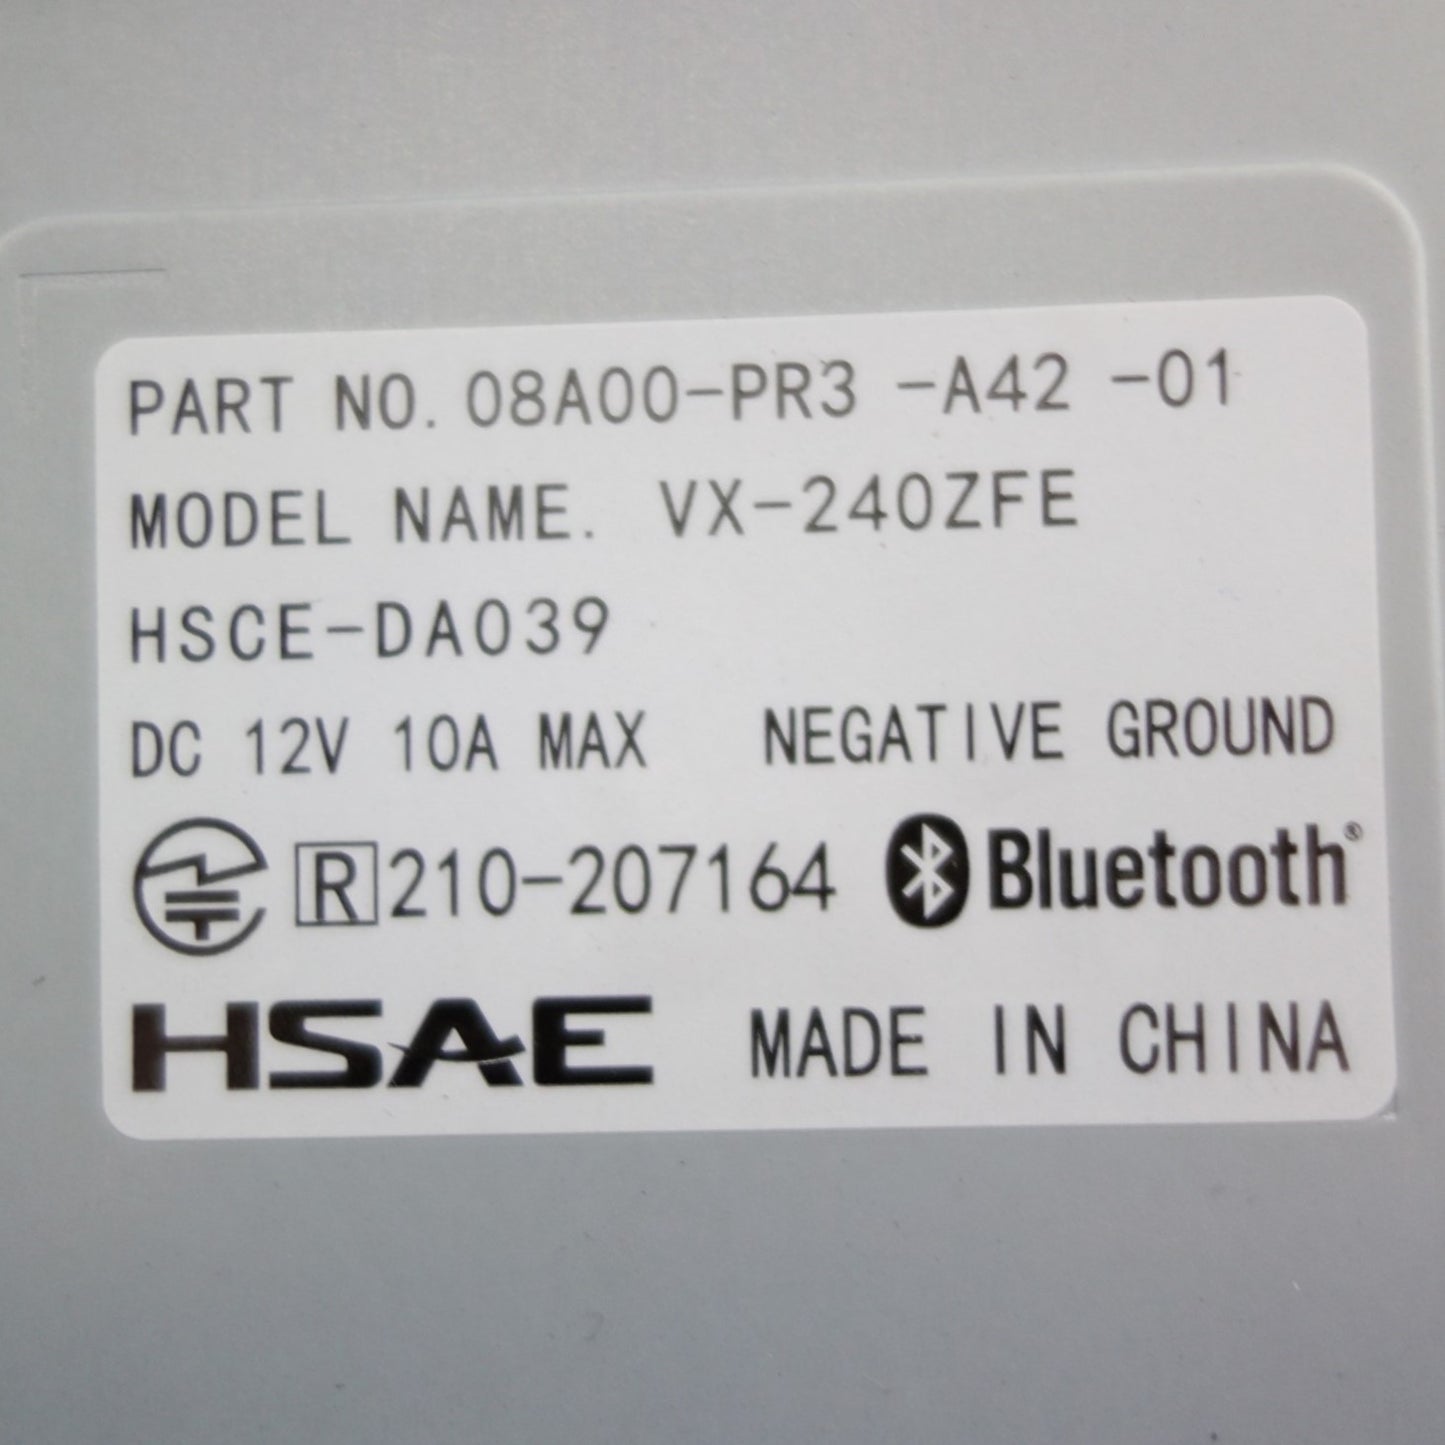 PART NO. 08A00-PR3 -A42 -01
MODEL NAME. VX-240ZFE
HSCE-DA039
DC 12V 10A MAX NEGATIVE GROUND
R 210-207164 Bluetooth®
HSAE MADE IN CHINA